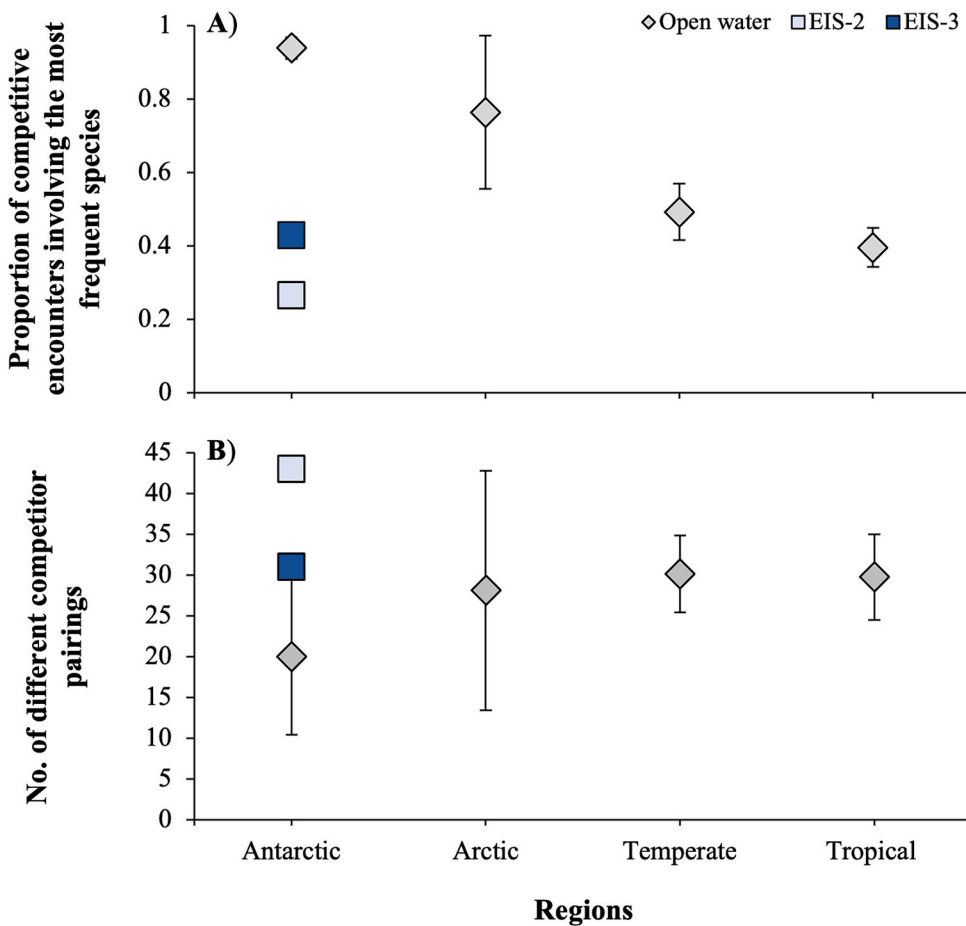 A)
Open water
EIS-2
EIS-3
Proportion of competitive
encounters involving the most
frequent species
1
0.8
0.6
0.4
0.2
0
B)
No. of different competitor
pairings
45
40
35
30
25
20
15
10
5
0
Antarctic
Arctic
Temperate
Tropical
Regions